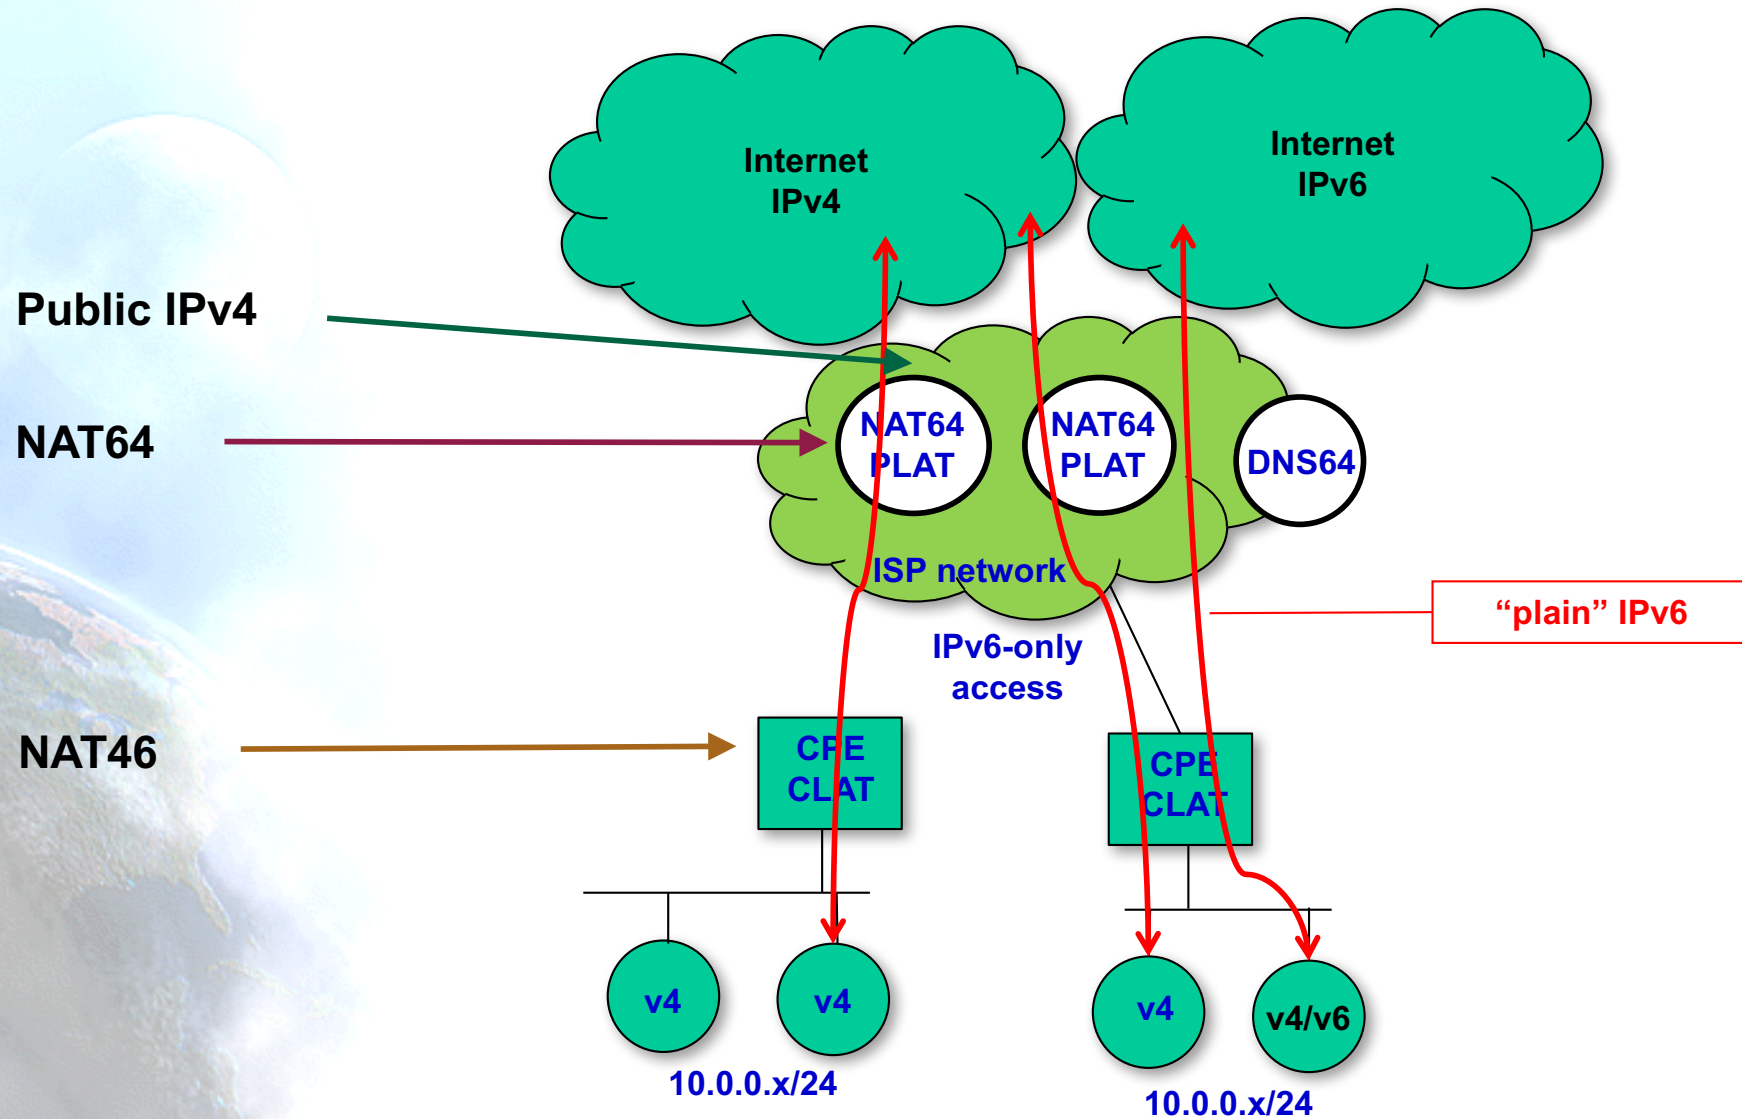 Internet
IPv4
Internet
IPv6
Public IPv4
NAT64
NAT64
PLAT
NAT64
PLAT
DNS64
ISP network
“plain” IPv6
IPv6-only
access
NAT46
CPE
CLAT
CPE
CLAT
v4
v4
v4
v4/v6
10.0.0.x/24
10.0.0.x/24